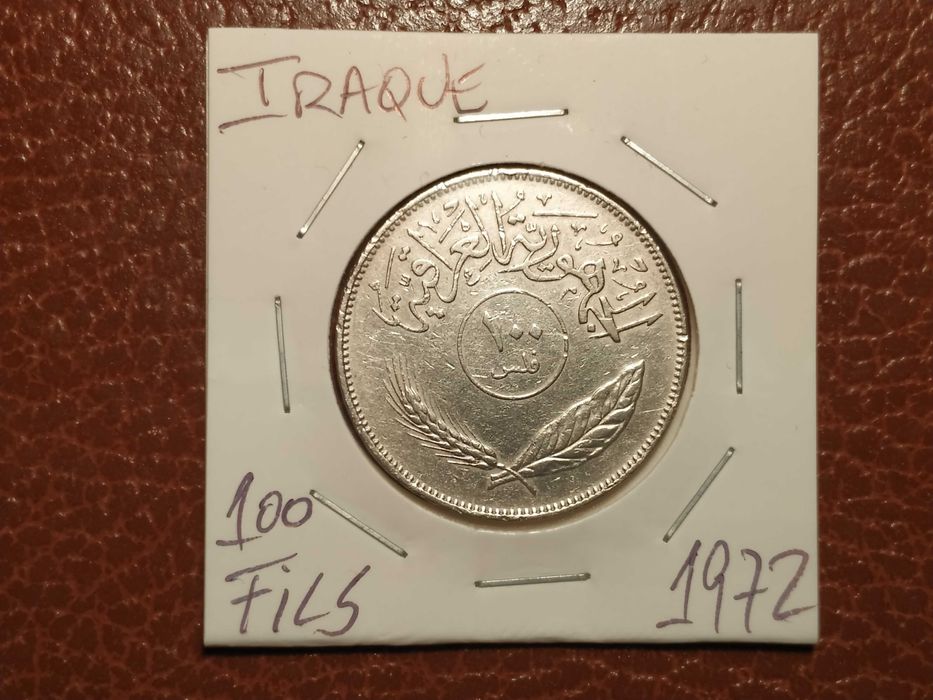 IRAQUE
الجمهورية العراقية
١٠٠
فلس
100
FILS
1972